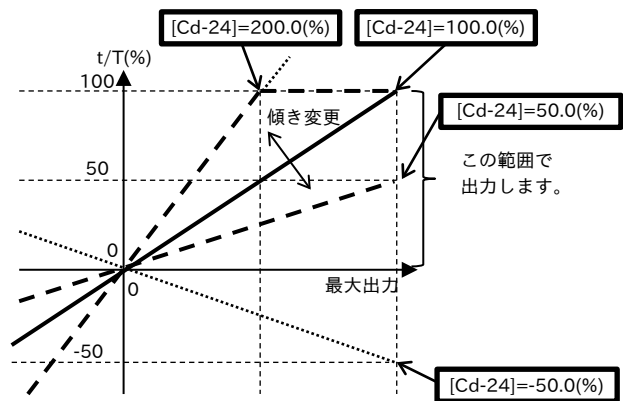 [Cd-24]=200.0(%)
[Cd-24]=100.0(%)
t/T(%)
100
[Cd-24]=50.0(%)
傾き変更
この範囲で
出力します。
50
0
0
最大出力
-50
[Cd-24]=-50.0(%)